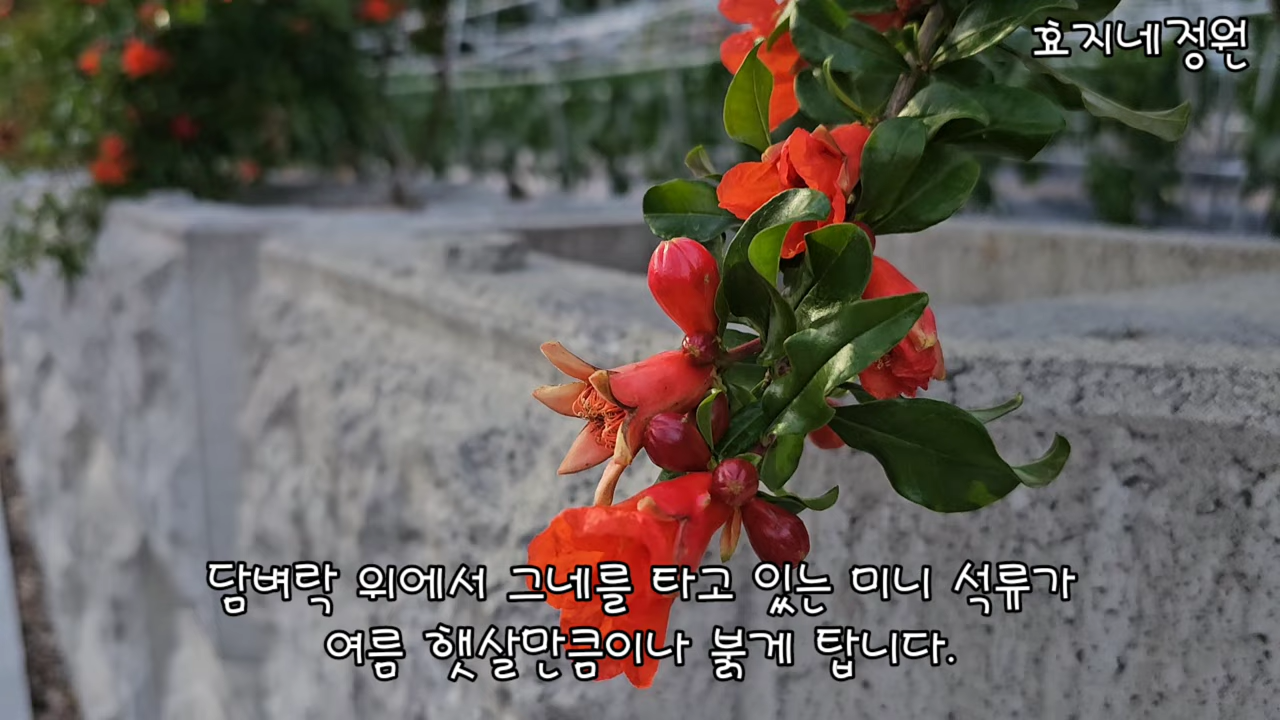 효지네정원
담벼락 위에서 그네를 타고 있는 미니 석류가
여름 햇살만큼이나 붉게 탑니다.